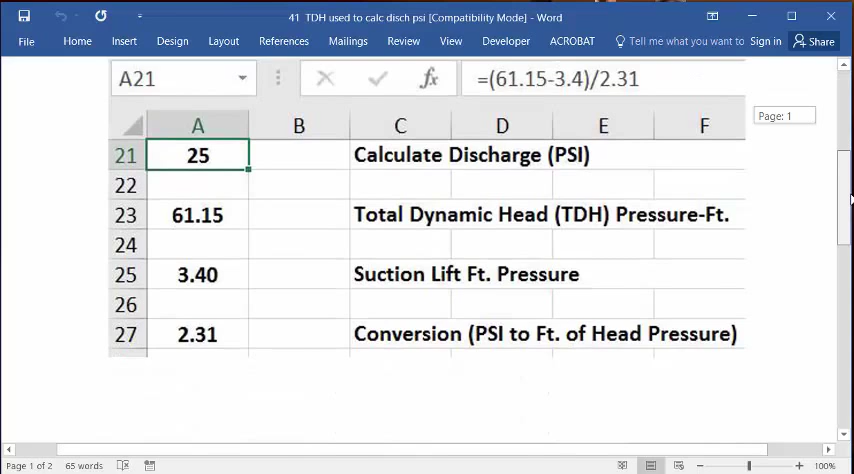 41 TDH used to calc disch psi [Compatibility Mode] - Word
File Home Insert Design Layout References Mailings Review View Developer ACROBAT Tell me what you want to do Sign in Share
A21 fx =(61.15-3.4)/2.31
Page: 1
A B C D E F
21 25 Calculate Discharge (PSI)
22
23 61.15 Total Dynamic Head (TDH) Pressure-Ft.
24
25 3.40 Suction Lift Ft. Pressure
26
27 2.31 Conversion (PSI to Ft. of Head Pressure)
Page 1 of 2 65 words 100%